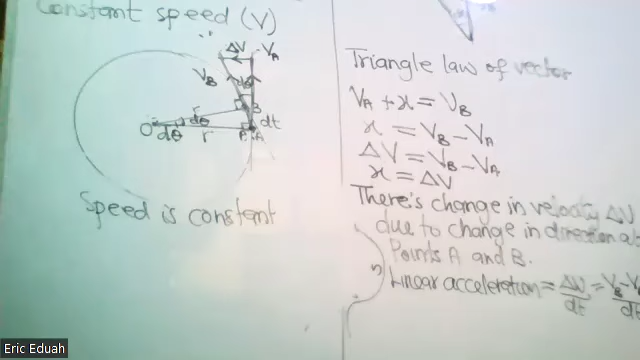 Constant speed (V)
ΔV
VA
VB
dθ
B
r
dθ
dt
O
dθ
r
A
Speed is constant
Triangle law of vector
VA + x = VB
x = VB - VA
ΔV = VB - VA
x = ΔV
There's change in velocity ΔV
due to change in direction at
Points A and B.
Linear acceleration = ΔV/dt = VB - V
dt
Eric Eduah